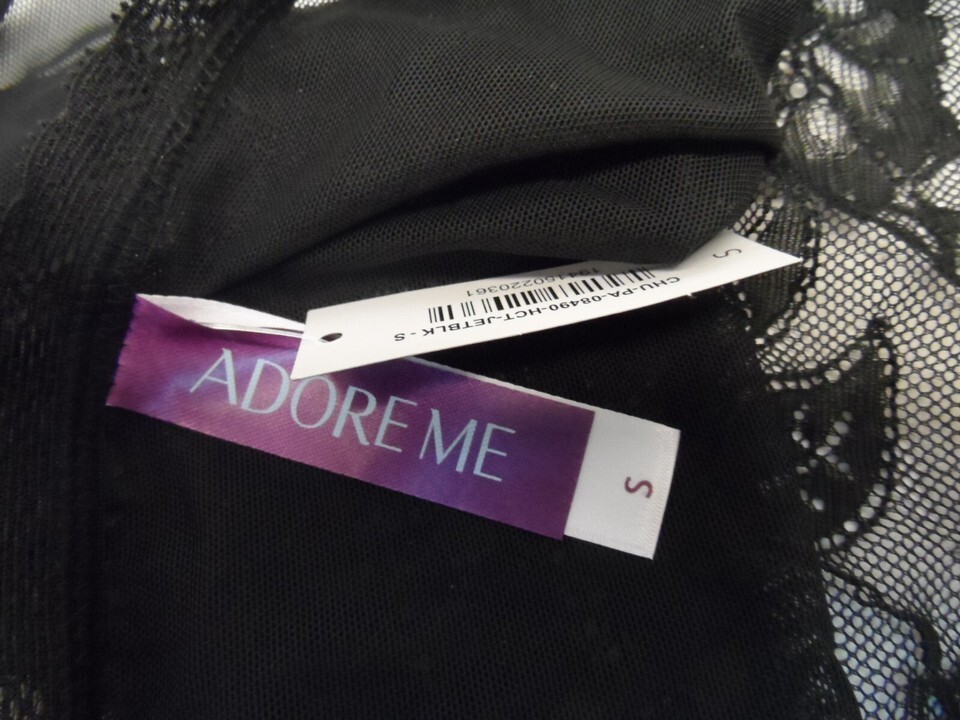 ADORE ME
S
CHU-PA-08490-HCT-JETBLK - S
S